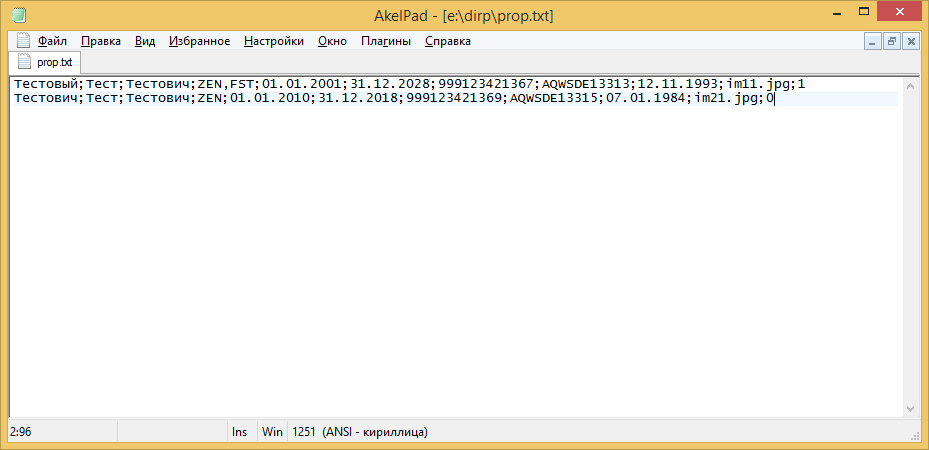 AkelPad - [e:\dirp\prop.txt]
Файл Правка Вид Избранное Настройки Окно Плагины Справка
prop.txt
Тестовый;Тест;Тестович;ZEN,FST;01.01.2001;31.12.2028;999123421367;AQWSDE13313;12.11.1993;im11.jpg;1
Тестович;Тест;Тестович;ZEN;01.01.2010;31.12.2018;999123421369;AQWSDE13315;07.01.1984;im21.jpg;0
2:96 Ins Win 1251 (ANSI - кириллица)